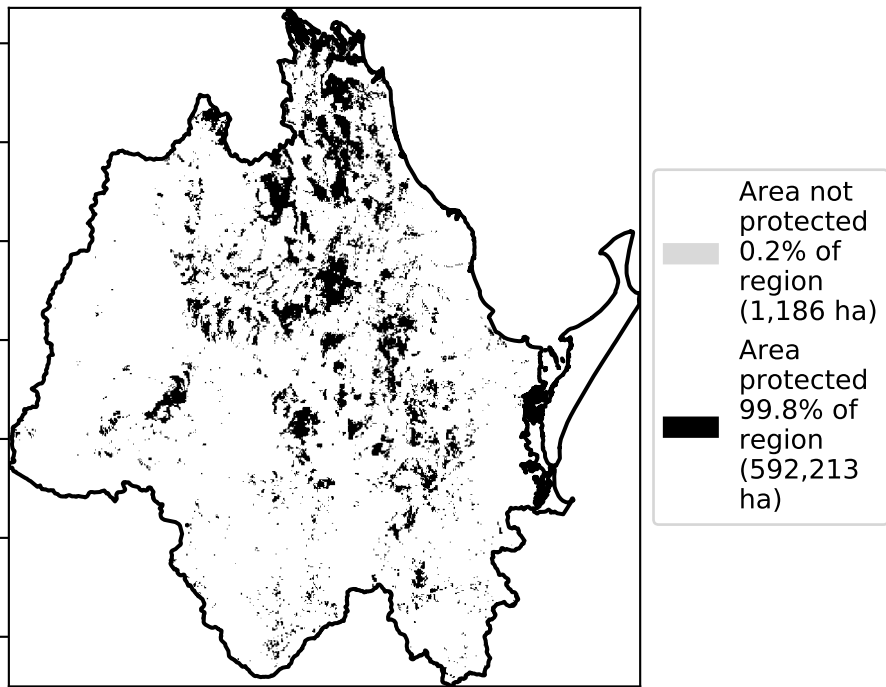 Area not
protected
0.2% of
region
(1,186 ha)
Area
protected
99.8% of
region
(592,213
ha)